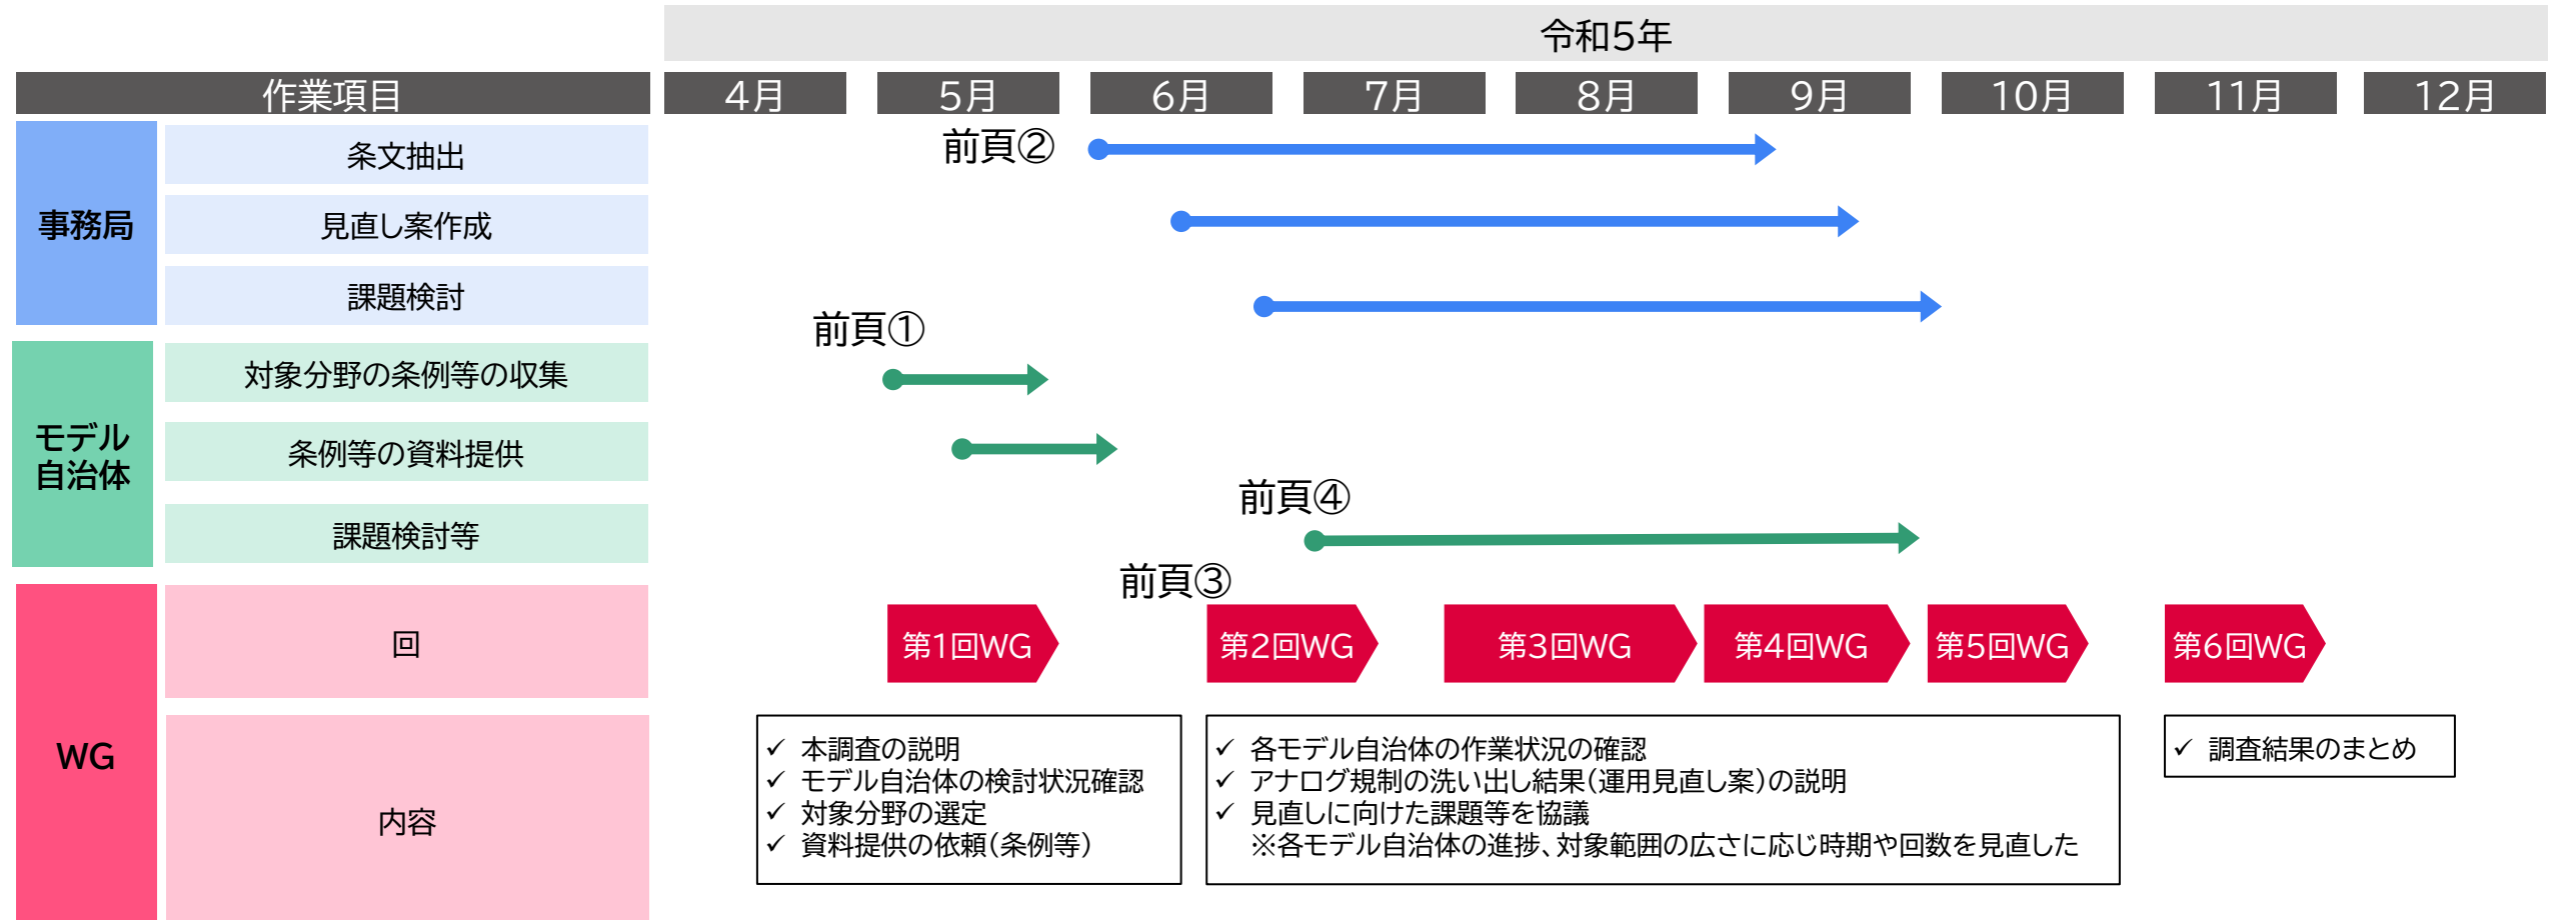 令和5年
作業項目
4月
5月
6月
7月
8月
9月
10月
11月
12月
事務局
条文抽出
前頁②
見直し案作成
課題検討
前頁①
モデル
自治体
対象分野の条例等の収集
条例等の資料提供
前頁④
課題検討等
前頁③
WG
回
第1回WG
第2回WG
第3回WG
第4回WG
第5回WG
第6回WG
内容
✓ 本調査の説明
✓ モデル自治体の検討状況確認
✓ 対象分野の選定
✓ 資料提供の依頼(条例等)
✓ 各モデル自治体の作業状況の確認
✓ アナログ規制の洗い出し結果(運用見直し案)の説明
✓ 見直しに向けた課題等を協議
※各モデル自治体の進捗、対象範囲の広さに応じ時期や回数を見直した
✓ 調査結果のまとめ